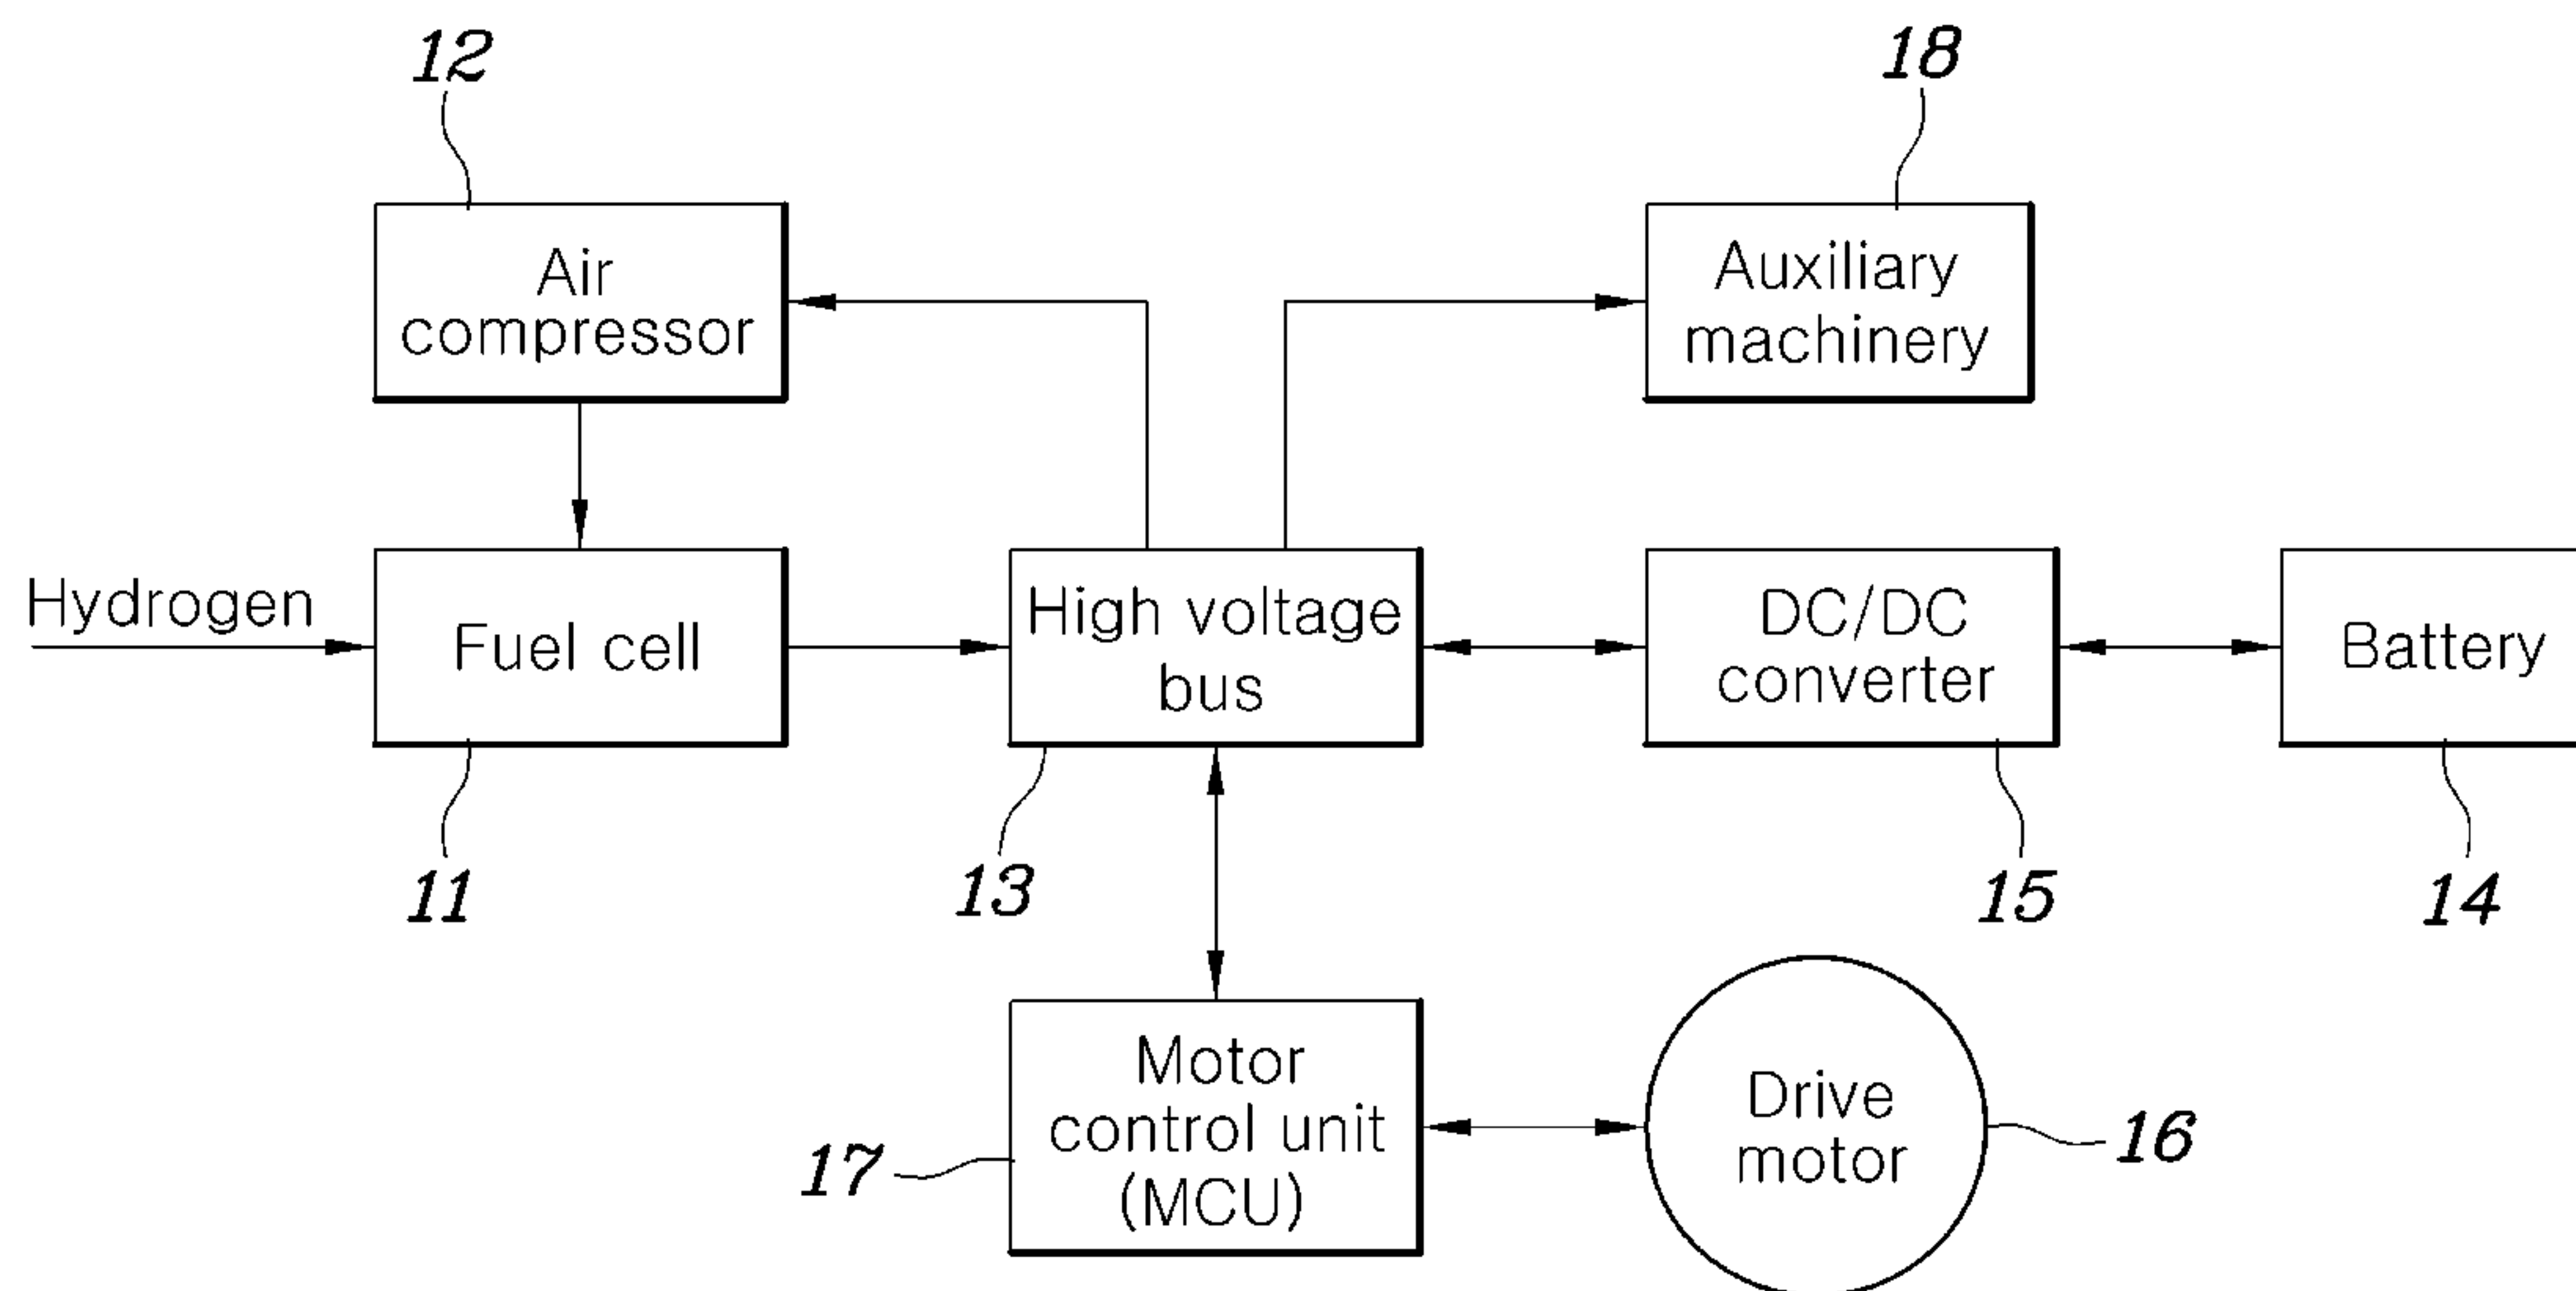 12
18
Air
compressor
Auxiliary
machinery
Hydrogen
Fuel cell
High voltage
bus
DC/DC
converter
Battery
11
13
15
14
Motor
control unit
(MCU)
17
Drive
motor
16